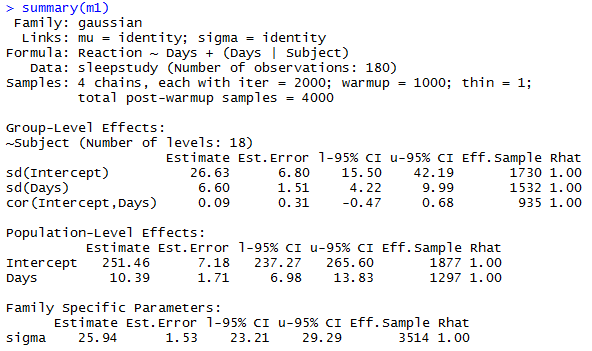 > summary(m1)
 Family: gaussian
  Links: mu = identity; sigma = identity
Formula: Reaction ~ Days + (Days | Subject)
   Data: sleepstudy (Number of observations: 180)
Samples: 4 chains, each with iter = 2000; warmup = 1000; thin = 1;
         total post-warmup samples = 4000

Group-Level Effects:
~Subject (Number of levels: 18)
                    Estimate Est.Error l-95% CI u-95% CI Eff.Sample Rhat
sd(Intercept)          26.63      6.80    15.50    42.19       1730 1.00
sd(Days)                6.60      1.51     4.22     9.99       1532 1.00
cor(Intercept,Days)     0.09      0.31    -0.47     0.68        935 1.00

Population-Level Effects:
          Estimate Est.Error l-95% CI u-95% CI Eff.Sample Rhat
Intercept   251.46      7.18   237.27   265.60       1877 1.00
Days         10.39      1.71     6.98    13.83       1297 1.00

Family Specific Parameters:
      Estimate Est.Error l-95% CI u-95% CI Eff.Sample Rhat
sigma    25.94      1.53    23.21    29.29       3514 1.00